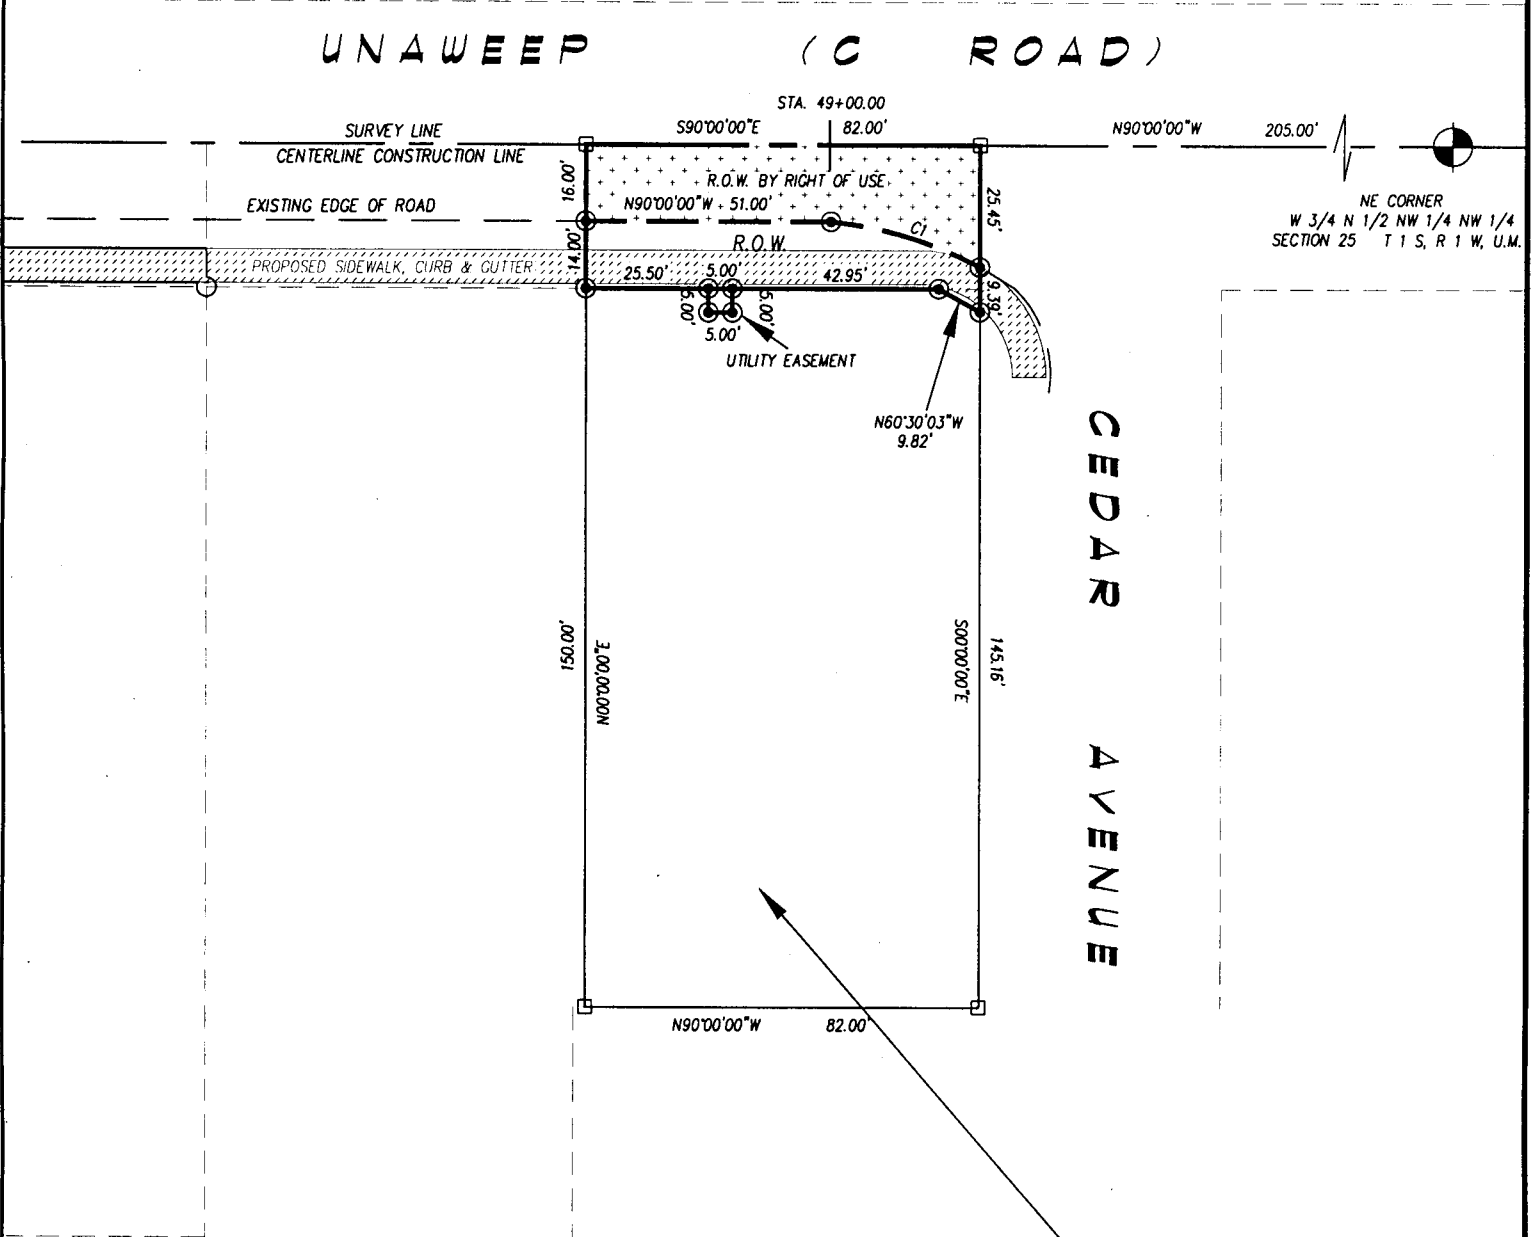 UNAWEEP (C ROAD)
STA. 49+00.00
SURVEY LINE
S90°00'00"E 82.00'
N90°00'00"W 205.00'
CENTERLINE CONSTRUCTION LINE
16.00'
R.O.W. BY RIGHT OF USE
25.45'
NE CORNER
W 3/4 N 1/2 NW 1/4 NW 1/4
SECTION 25 T 1 S, R 1 W, U.M.
EXISTING EDGE OF ROAD
N90°00'00"W 51.00'
C1
14.00'
R.O.W.
PROPOSED SIDEWALK, CURB & GUTTER
25.50'
5.00'
42.95'
9.39'
5.00'
5.00'
5.00'
UTILITY EASEMENT
N60°30'03"W
9.82'
CEDAR AVENUE
150.00'
N00°00'00"E
S00°00'00"E
145.16'
N90°00'00"W 82.00'